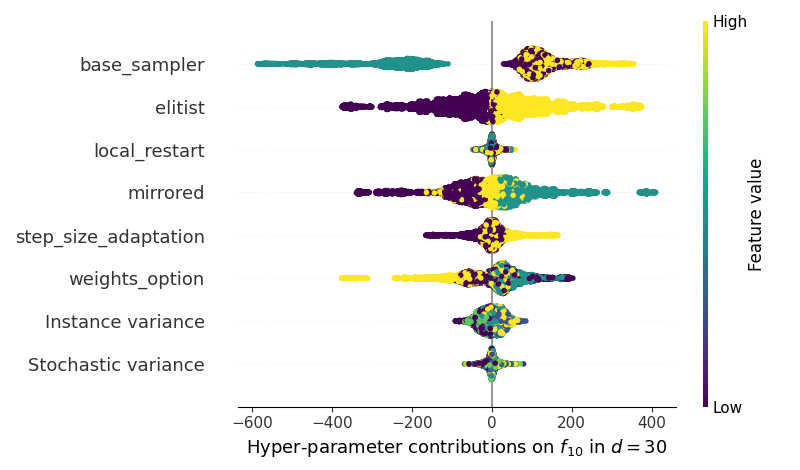 base_sampler
elitist
local_restart
mirrored
step_size_adaptation
weights_option
Instance variance
Stochastic variance
−600 −400 −200 0 200 400
Hyper-parameter contributions on f₁₀ in d = 30
High
Feature value
Low